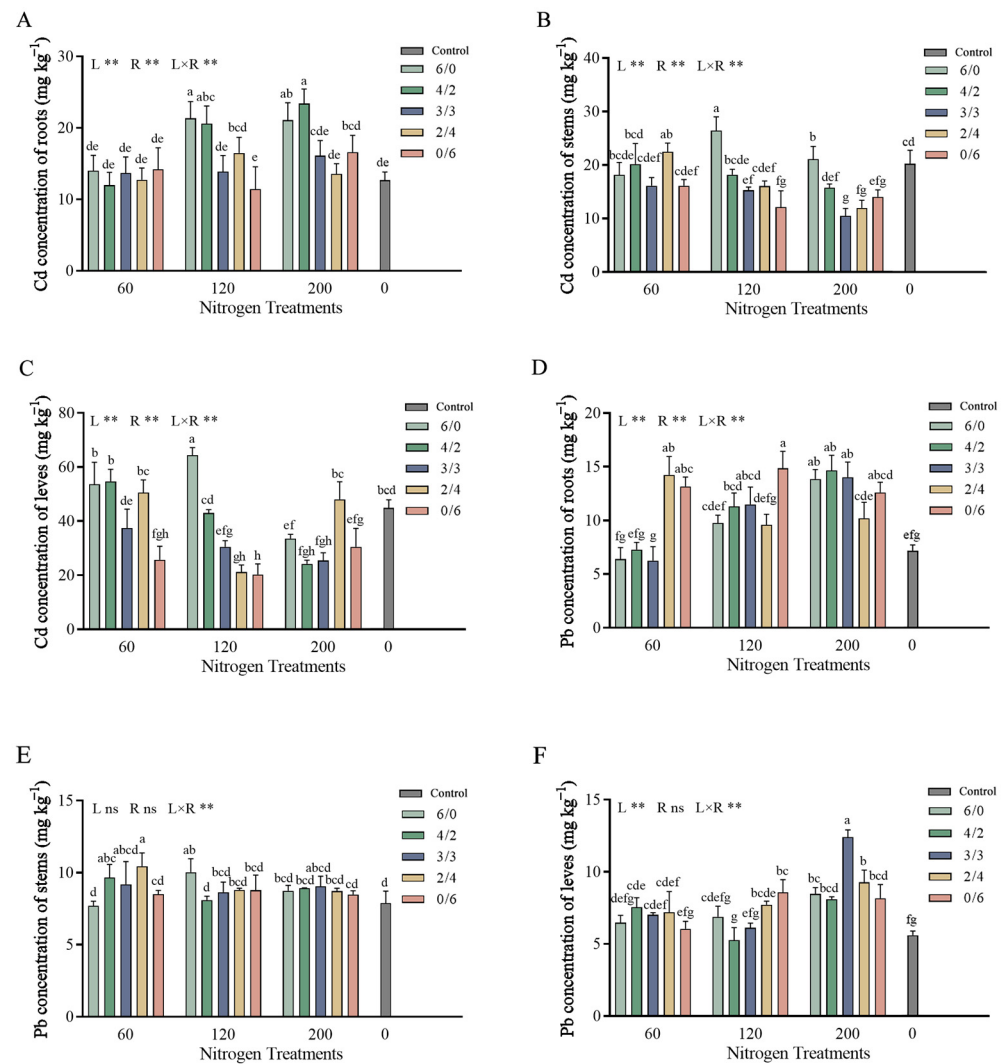 A
Cd concentration of roots (mg kg⁻¹)
L ** R ** L×R **
30
20
10
0
de de de de de
a abc de bcd e
ab a cde de bcd
de
60 120 200 0
Nitrogen Treatments
Control
6/0
4/2
3/3
2/4
0/6
B
Cd concentration of stems (mg kg⁻¹)
L ** R ** L×R **
40
30
20
10
0
bcde bcd cdef ab cdef
a bcde ef cdef fg
b def g fg efg
cd
60 120 200 0
Nitrogen Treatments
Control
6/0
4/2
3/3
2/4
0/6
C
Cd concentration of leves (mg kg⁻¹)
L ** R ** L×R **
80
60
40
20
0
b b de bc fgh
a cd efg gh h
ef fgh fgh bc efg
bcd
60 120 200 0
Nitrogen Treatments
Control
6/0
4/2
3/3
2/4
0/6
D
Pb concentration of roots (mg kg⁻¹)
L ** R ** L×R **
20
15
10
5
0
efg efg g ab abc
cdef bcd abcd defg a
ab ab ab cdef abcd
efg
60 120 200 0
Nitrogen Treatments
Control
6/0
4/2
3/3
2/4
0/6
E
Pb concentration of stems (mg kg⁻¹)
L ns R ns L×R **
15
10
5
0
d abc abcd a cd
ab d bcd bcd bcd
bcd bcd abcd bcd cd
d
60 120 200 0
Nitrogen Treatments
Control
6/0
4/2
3/3
2/4
0/6
F
Pb concentration of leves (mg kg⁻¹)
L ** R ns L×R **
15
10
5
0
defg cde cdef cdef efg
cdefg g efg bcde bc
bc bcd a b bcd
fg
60 120 200 0
Nitrogen Treatments
Control
6/0
4/2
3/3
2/4
0/6